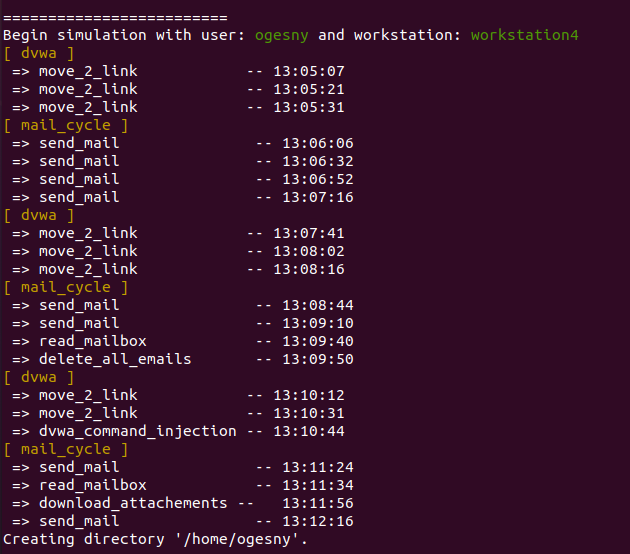 =========================
Begin simulation with user: ogesny and workstation: workstation4
[ dvwa ]
=> move_2_link -- 13:05:07
=> move_2_link -- 13:05:21
=> move_2_link -- 13:05:31
[ mail_cycle ]
=> send_mail -- 13:06:06
=> send_mail -- 13:06:32
=> send_mail -- 13:06:52
=> send_mail -- 13:07:16
[ dvwa ]
=> move_2_link -- 13:07:41
=> move_2_link -- 13:08:02
=> move_2_link -- 13:08:16
[ mail_cycle ]
=> send_mail -- 13:08:44
=> send_mail -- 13:09:10
=> read_mailbox -- 13:09:40
=> delete_all_emails -- 13:09:50
[ dvwa ]
=> move_2_link -- 13:10:12
=> move_2_link -- 13:10:31
=> dvwa_command_injection -- 13:10:44
[ mail_cycle ]
=> send_mail -- 13:11:24
=> read_mailbox -- 13:11:34
=> download_attachements -- 13:11:56
=> send_mail -- 13:12:16
Creating directory '/home/ogesny'.